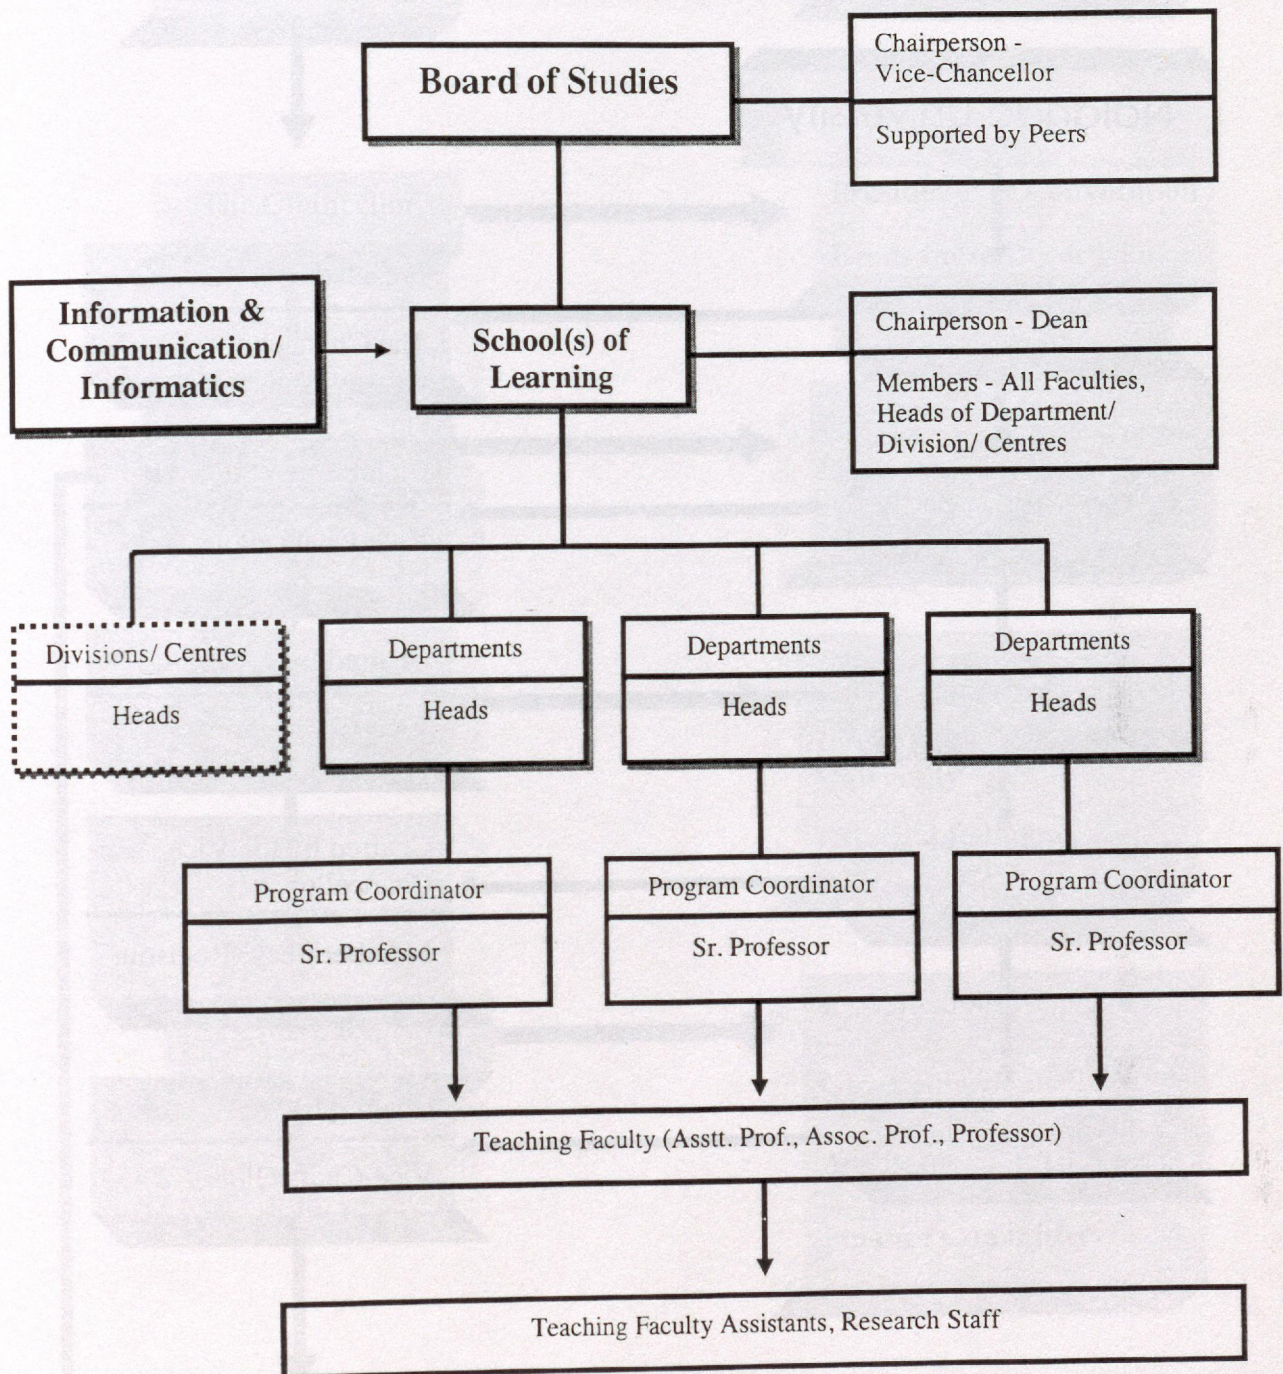 Board of Studies
Chairperson -
Vice-Chancellor
Supported by Peers
Information &
Communication/
Informatics
School(s) of
Learning
Chairperson - Dean
Members - All Faculties,
Heads of Department/
Division/ Centres
Divisions/ Centres
Heads
Departments
Heads
Departments
Heads
Departments
Heads
Program Coordinator
Sr. Professor
Program Coordinator
Sr. Professor
Program Coordinator
Sr. Professor
Teaching Faculty (Asstt. Prof., Assoc. Prof., Professor)
Teaching Faculty Assistants, Research Staff